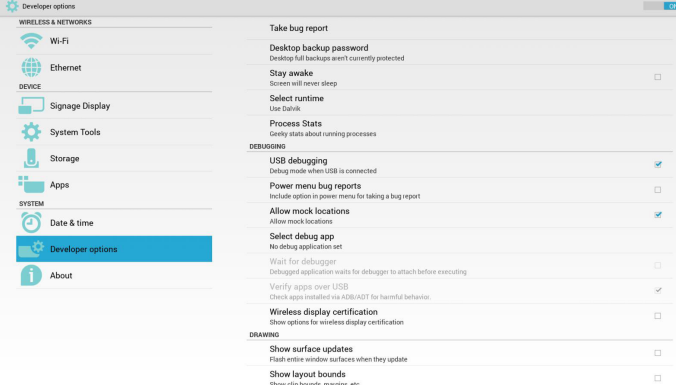 Developer options
ON
WIRELESS & NETWORKS
Wi-Fi
Ethernet
DEVICE
Signage Display
System Tools
Storage
Apps
SYSTEM
Date & time
Developer options
About
Take bug report
Desktop backup password
Desktop full backups aren't currently protected
Stay awake
Screen will never sleep
Select runtime
Use Dalvik
Process Stats
Geeky stats about running processes
DEBUGGING
USB debugging
Debug mode when USB is connected
Power menu bug reports
Include option in power menu for taking a bug report
Allow mock locations
Allow mock locations
Select debug app
No debug application set
Wait for debugger
Debugged application waits for debugger to attach before executing
Verify apps over USB
Check apps installed via ADB/ADT for harmful behavior.
Wireless display certification
Show options for wireless display certification
DRAWING
Show surface updates
Flash entire window surfaces when they update
Show layout bounds
Show clip bounds, margins, etc.